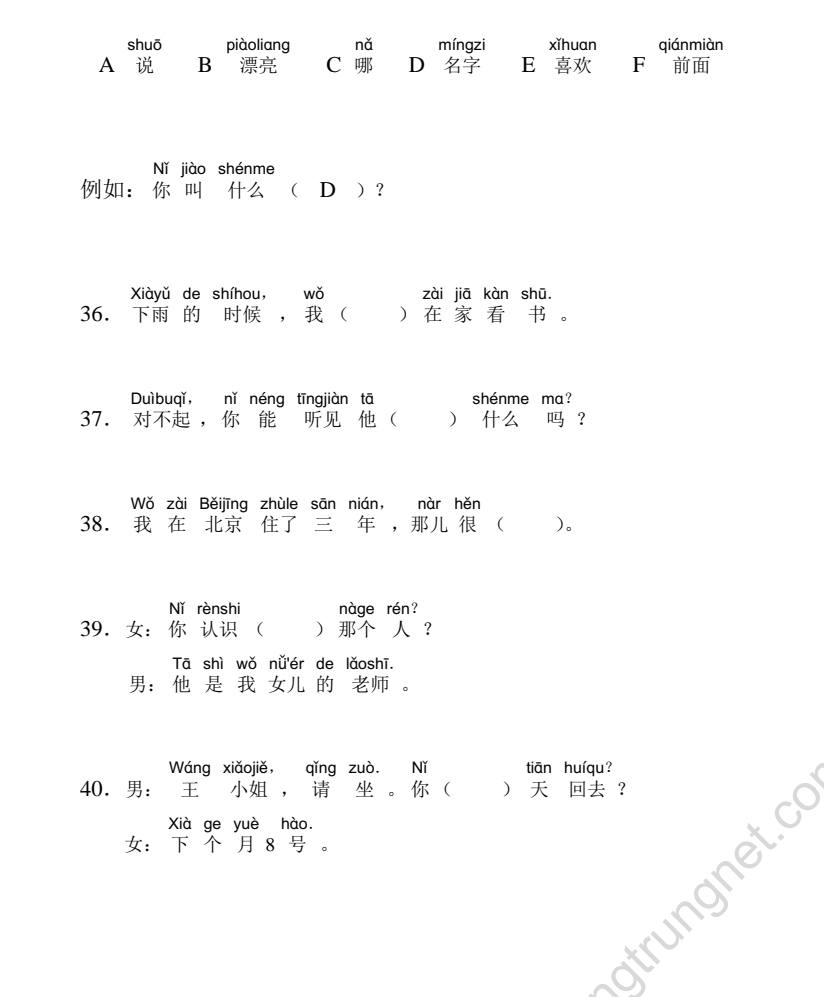 shuō piàoliang nǎ míngzi xǐhuan qiánmiàn
A 说 B 漂亮 C 哪 D 名字 E 喜欢 F 前面
Nǐ jiào shénme
例如：你 叫 什么 （ D ）？
Xiàyǔ de shíhou， wǒ zài jiā kàn shū.
36．下雨 的 时候 ，我（ ）在 家 看 书 。
Duìbuqǐ， nǐ néng tīngjiàn tā shénme ma？
37．对不起 ，你 能 听见 他（ ） 什么 吗 ？
Wǒ zài Běijīng zhùle sān nián， nàr hěn
38．我 在 北京 住了 三 年 ，那儿 很 （ ）。
Nǐ rènshi nàge rén？
39．女：你 认识 （ ）那个 人 ？
Tā shì wǒ nǚ'ér de lǎoshī.
男：他 是 我 女儿 的 老师 。
Wáng xiǎojiě， qǐng zuò. Nǐ tiān huíqu？
40．男： 王 小姐 ， 请 坐 。你（ ）天 回去 ？
Xià ge yuè hào.
女：下 个 月 8 号 。